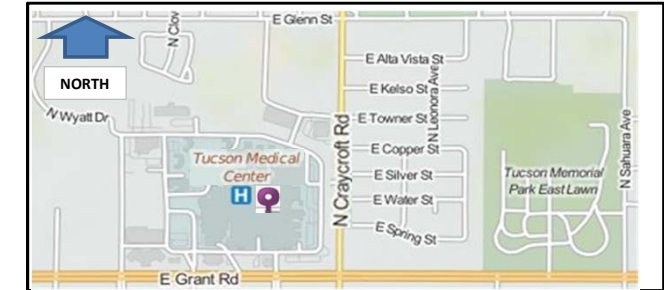 E Glenn St
N Clov
NORTH
E Alta Vista St
E Kelso St
N Leonora Ave
N Wyatt Dr
E Towner St
N Craycroft Rd
E Copper St
Tucson Medical
Center
H
E Silver St
Tucson Memorial
Park East Lawn
N Sahuara Ave
E Water St
E Spring St
E Grant Rd